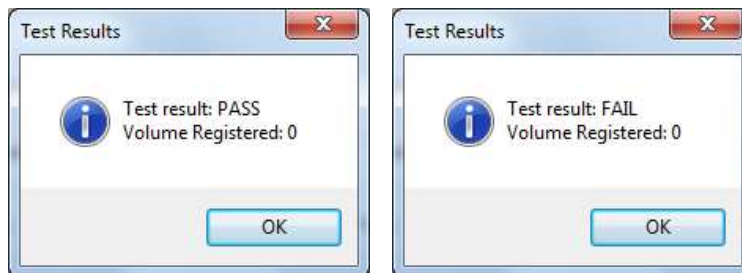 Test Results
Test result: PASS
Volume Registered: 0
OK
Test Results
Test result: FAIL
Volume Registered: 0
OK